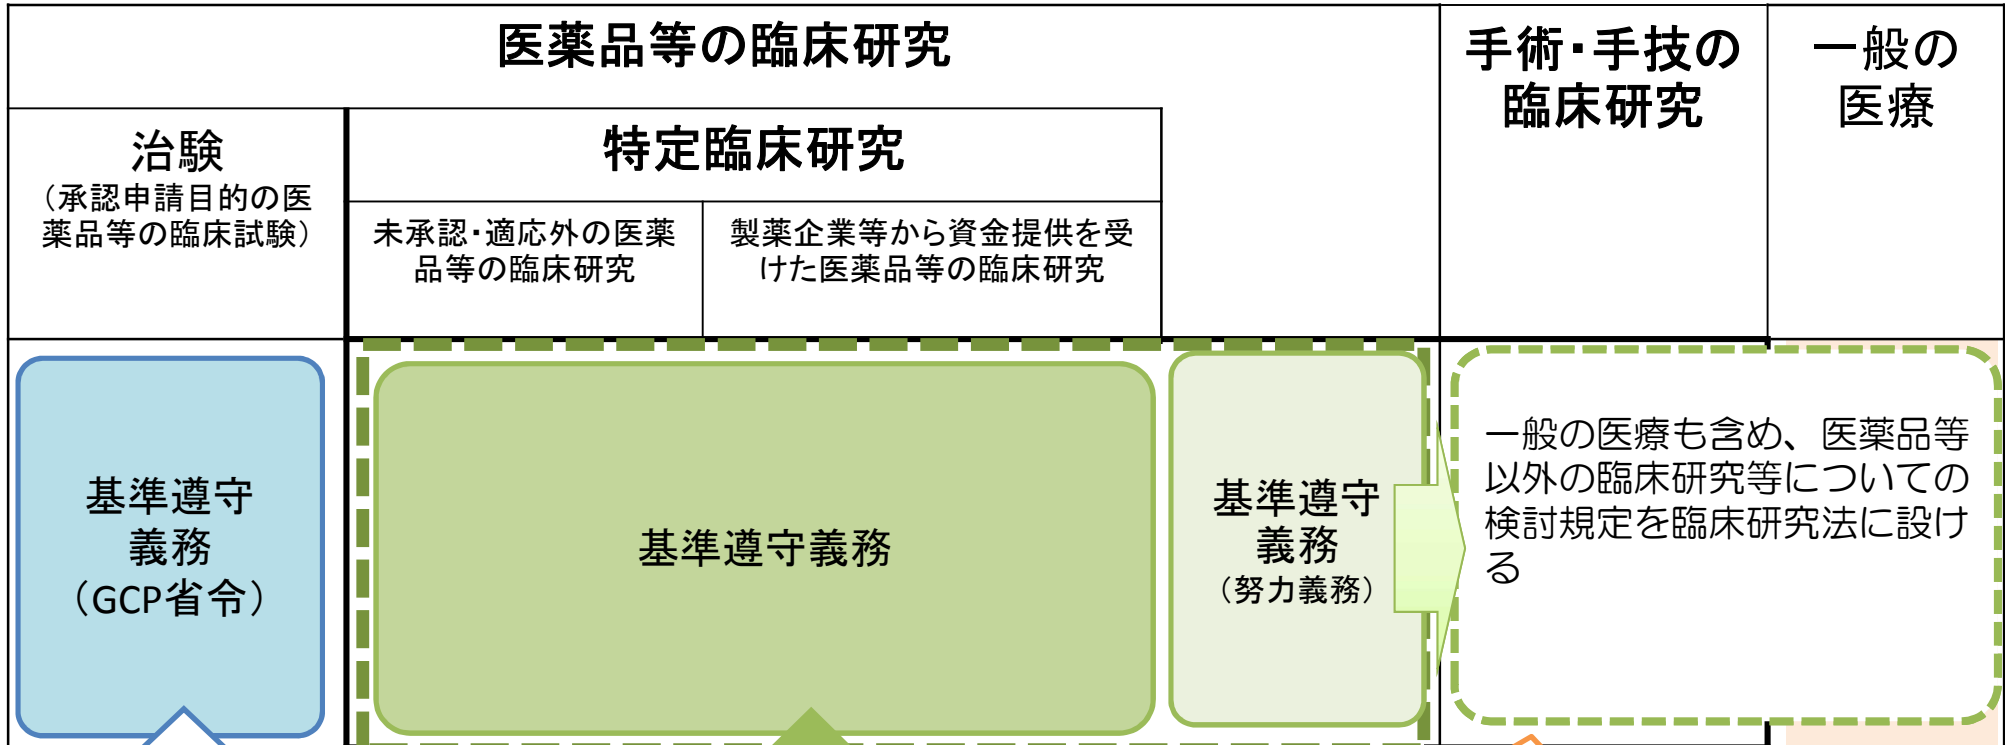 医薬品等の臨床研究
手術・手技の
臨床研究
一般の
医療
治験
（承認申請目的の医
薬品等の臨床試験）
特定臨床研究
未承認・適応外の医薬
品等の臨床研究
製薬企業等から資金提供を受
けた医薬品等の臨床研究
基準遵守
義務
（GCP省令）
基準遵守義務
基準遵守
義務
（努力義務）
一般の医療も含め、医薬品等
以外の臨床研究等についての
検討規定を臨床研究法に設け
る